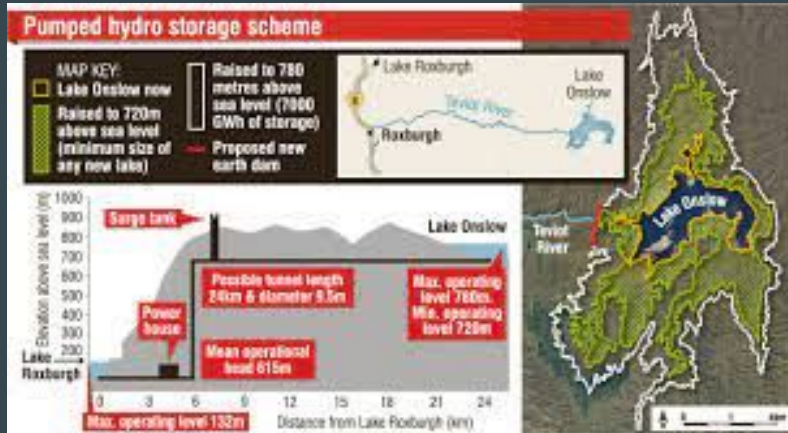 Pumped hydro storage scheme
MAP KEY:
Lake Onslow now
Raised to 720m
above sea level
(minimum size of
any new lake)
Raised to 780
metres above
sea level (7000
GWh of storage)
Proposed new
earth dam
Lake Roxburgh
Lake
Onslow
Teviot River
Roxburgh
Elevation above sea level (m)
1000
900
800
700
600
500
400
300
200
Surge tank
Lake Onslow
Possible tunnel length
24km & diameter 9.5m
Max. operating
level 780m.
Min. operating
level 720m
Power
house
Mean operational
head 615m
Lake
Roxburgh
0 3 6 9 12 15 18 21 24
Max. operating level 132m
Distance from Lake Roxburgh (km)
Lake Onslow
Teviot
River